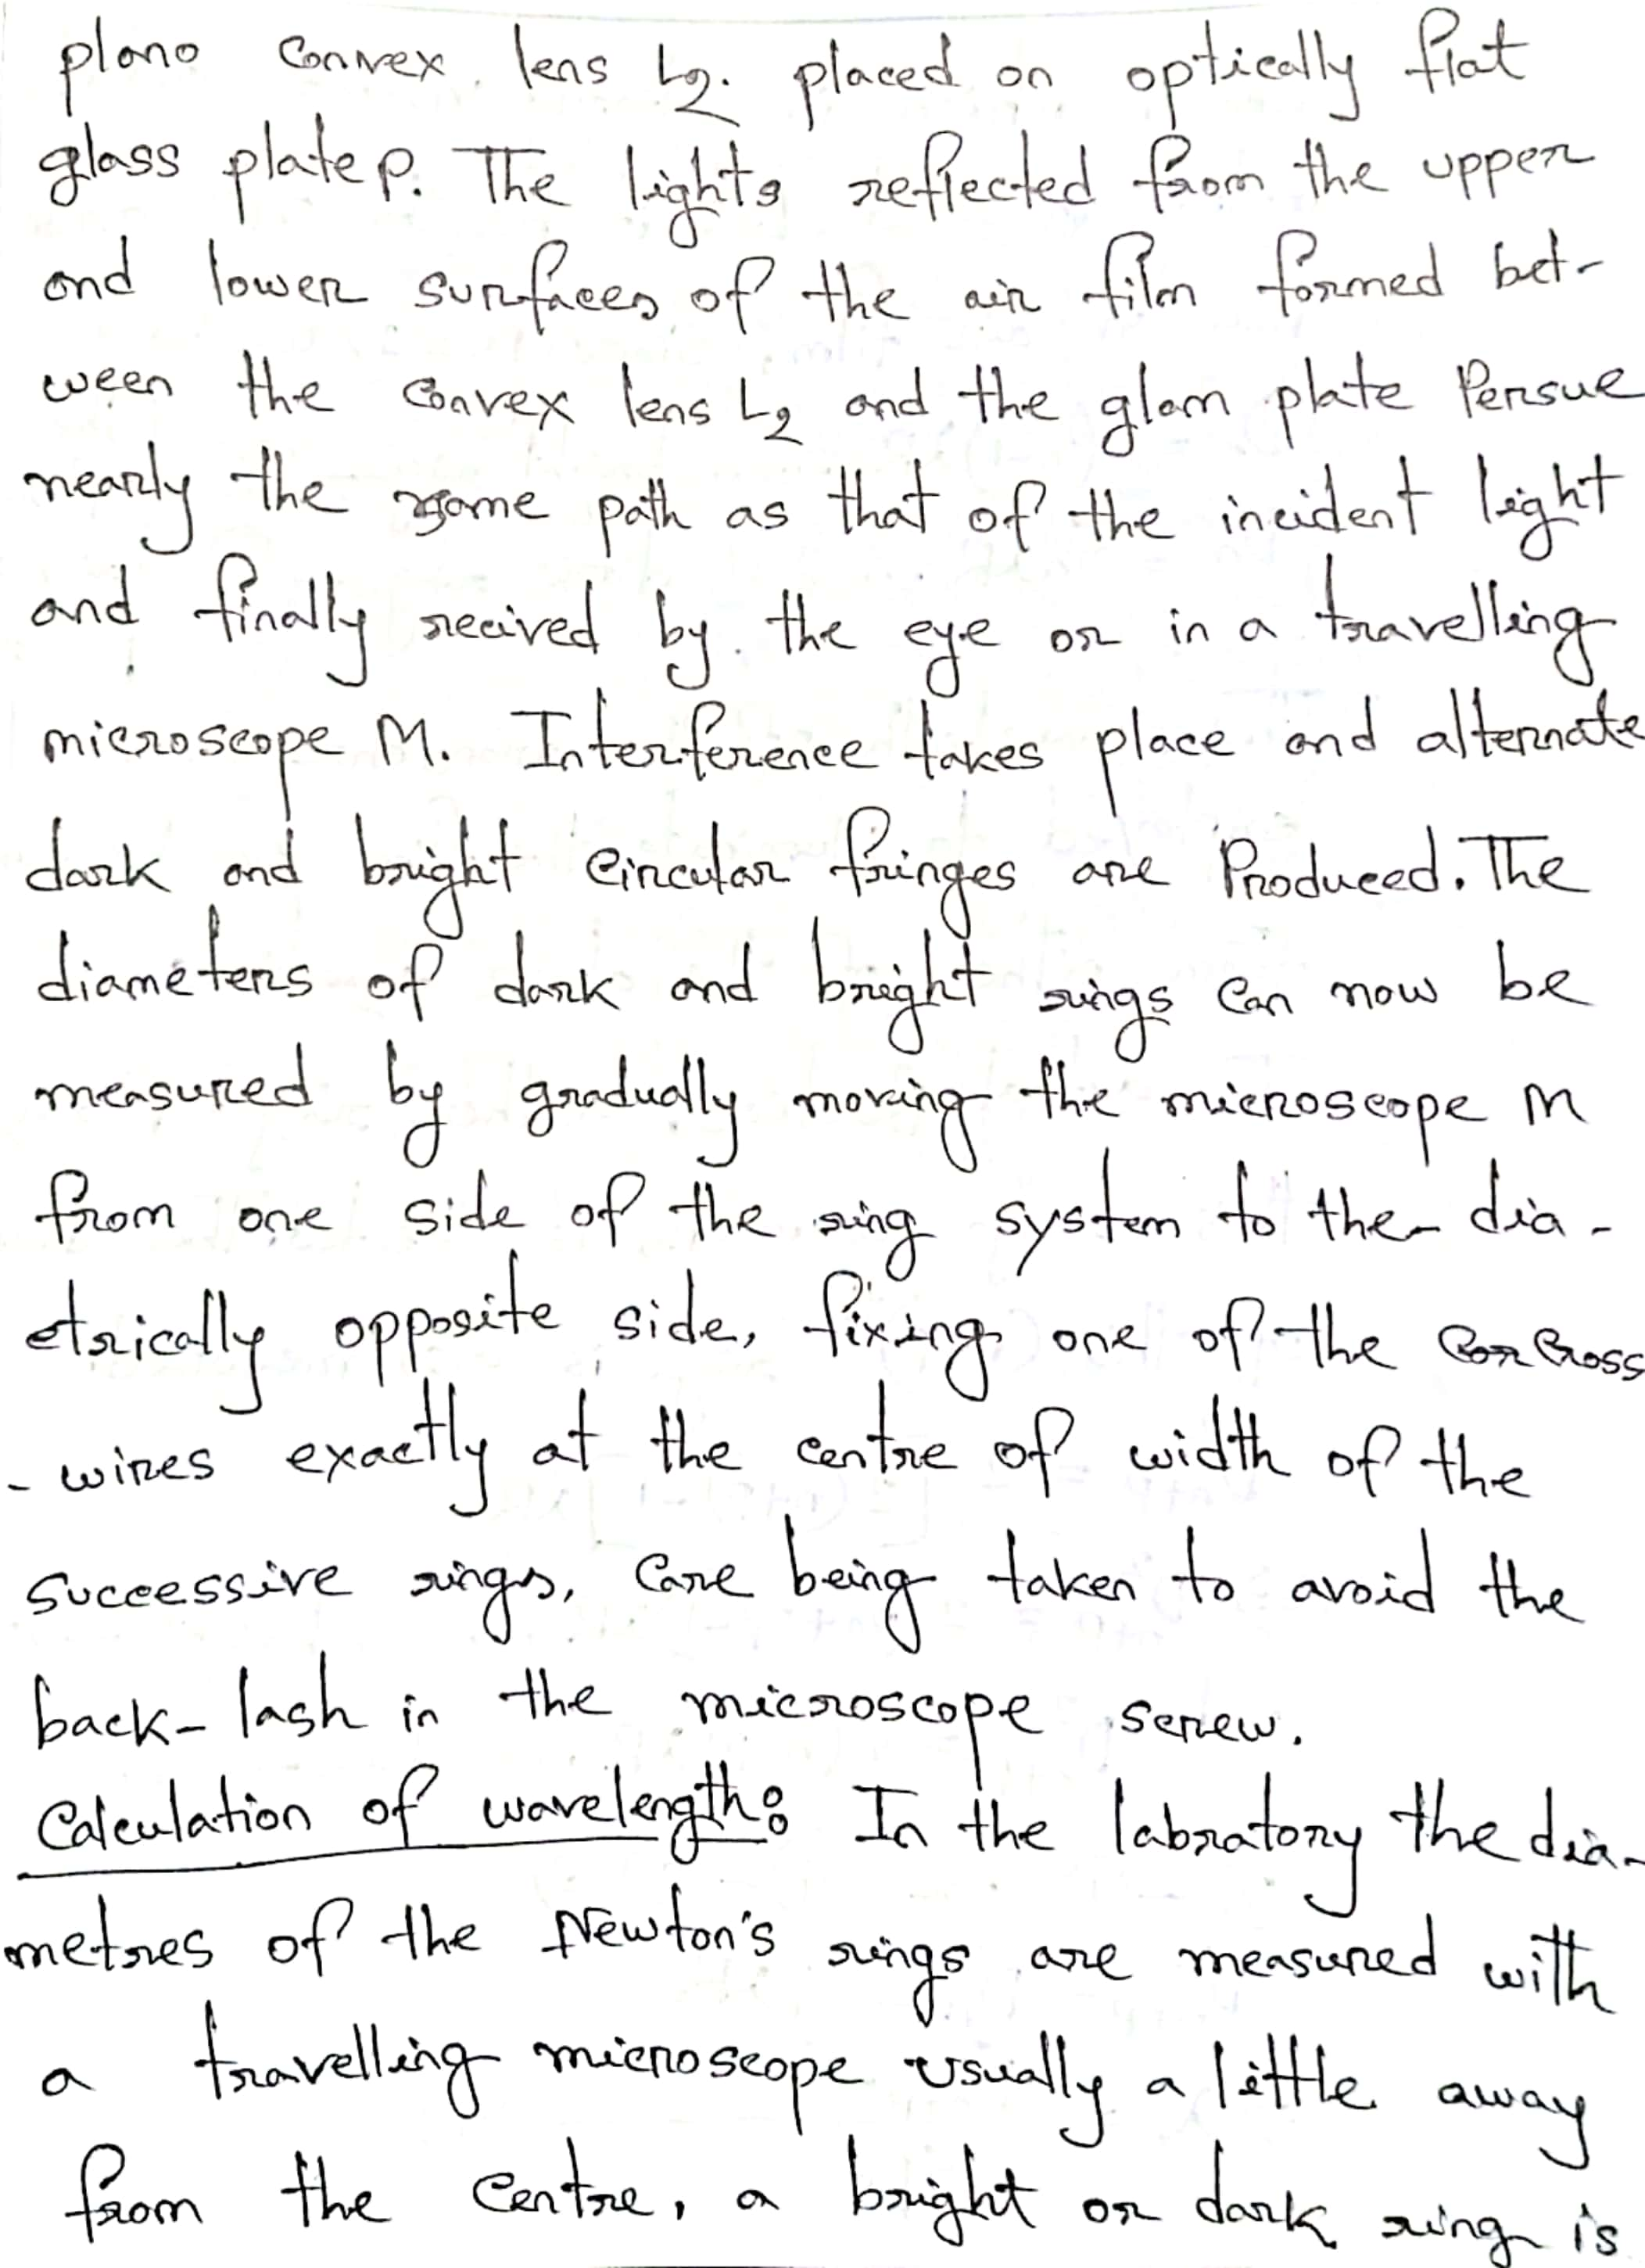 plano convex lens L2. placed on optically flat
glass plate p. The lights reflected from the upper
and lower surfaces of the air film formed bet-
ween the convex lens L2 and the glam plate Persue
nearly the same path as that of the incident light
and finally recived by the eye or in a travelling
microscope M. Interference takes place and alternate
dark and bright circular fringes are Produced. The
diameters of dark and bright rings can now be
measured by gradually moving the microscope M
from one side of the ring system to the dia-
etrically opposite side, fixing one of the Cross
-wires exactly at the centre of width of the
successive rings, care being taken to avoid the
back-lash in the microscope screw.
Calculation of wavelength: In the labratory the dia-
metres of the Newton's rings are measured with
a travelling microscope usually a little away
from the centre, a bright or dark ring is